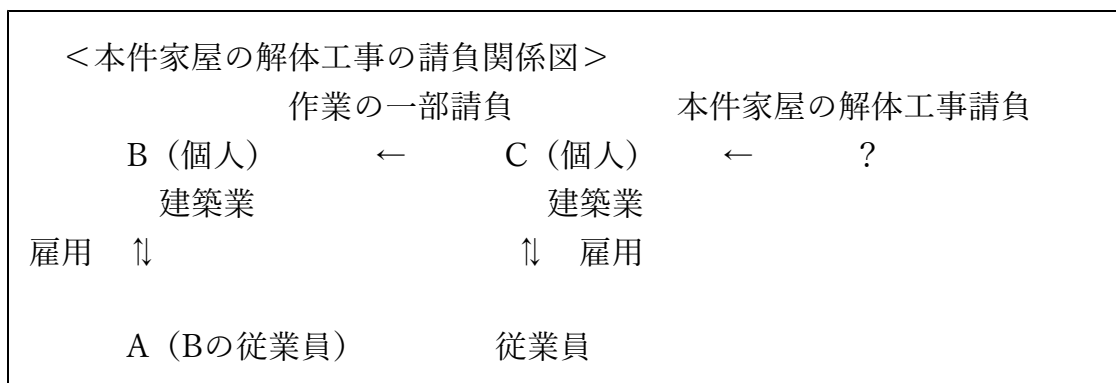 <本件家屋の解体工事の請負関係図>
作業の一部請負　　　　本件家屋の解体工事請負
B(個人)　　　←　　　C(個人)　　　←　　　?
建築業　　　　　　　　　建築業
雇用　⇅　　　　　　　　　　⇅　雇用
A(Bの従業員)　　　　従業員